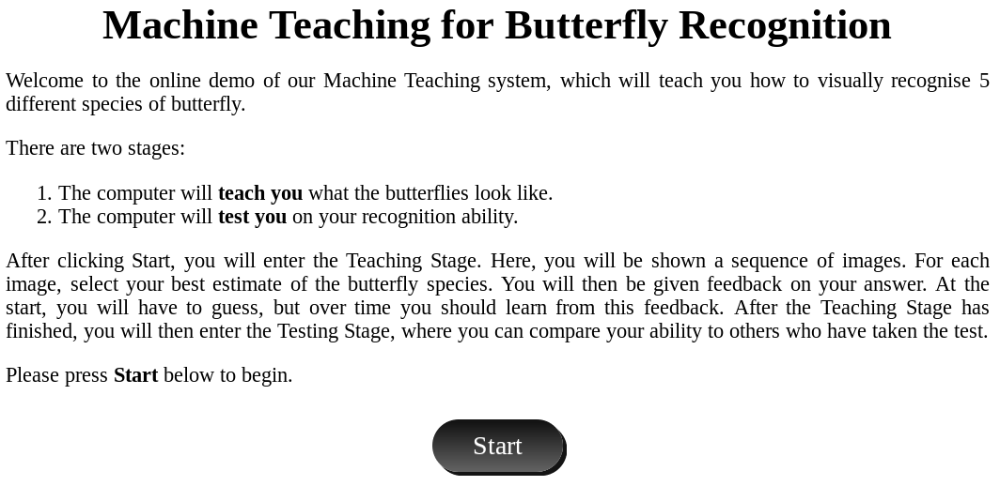 Machine Teaching for Butterfly Recognition
Welcome to the online demo of our Machine Teaching system, which will teach you how to visually recognise 5
different species of butterfly.
There are two stages:
1. The computer will teach you what the butterflies look like.
2. The computer will test you on your recognition ability.
After clicking Start, you will enter the Teaching Stage. Here, you will be shown a sequence of images. For each
image, select your best estimate of the butterfly species. You will then be given feedback on your answer. At the
start, you will have to guess, but over time you should learn from this feedback. After the Teaching Stage has
finished, you will then enter the Testing Stage, where you can compare your ability to others who have taken the test.
Please press Start below to begin.
Start